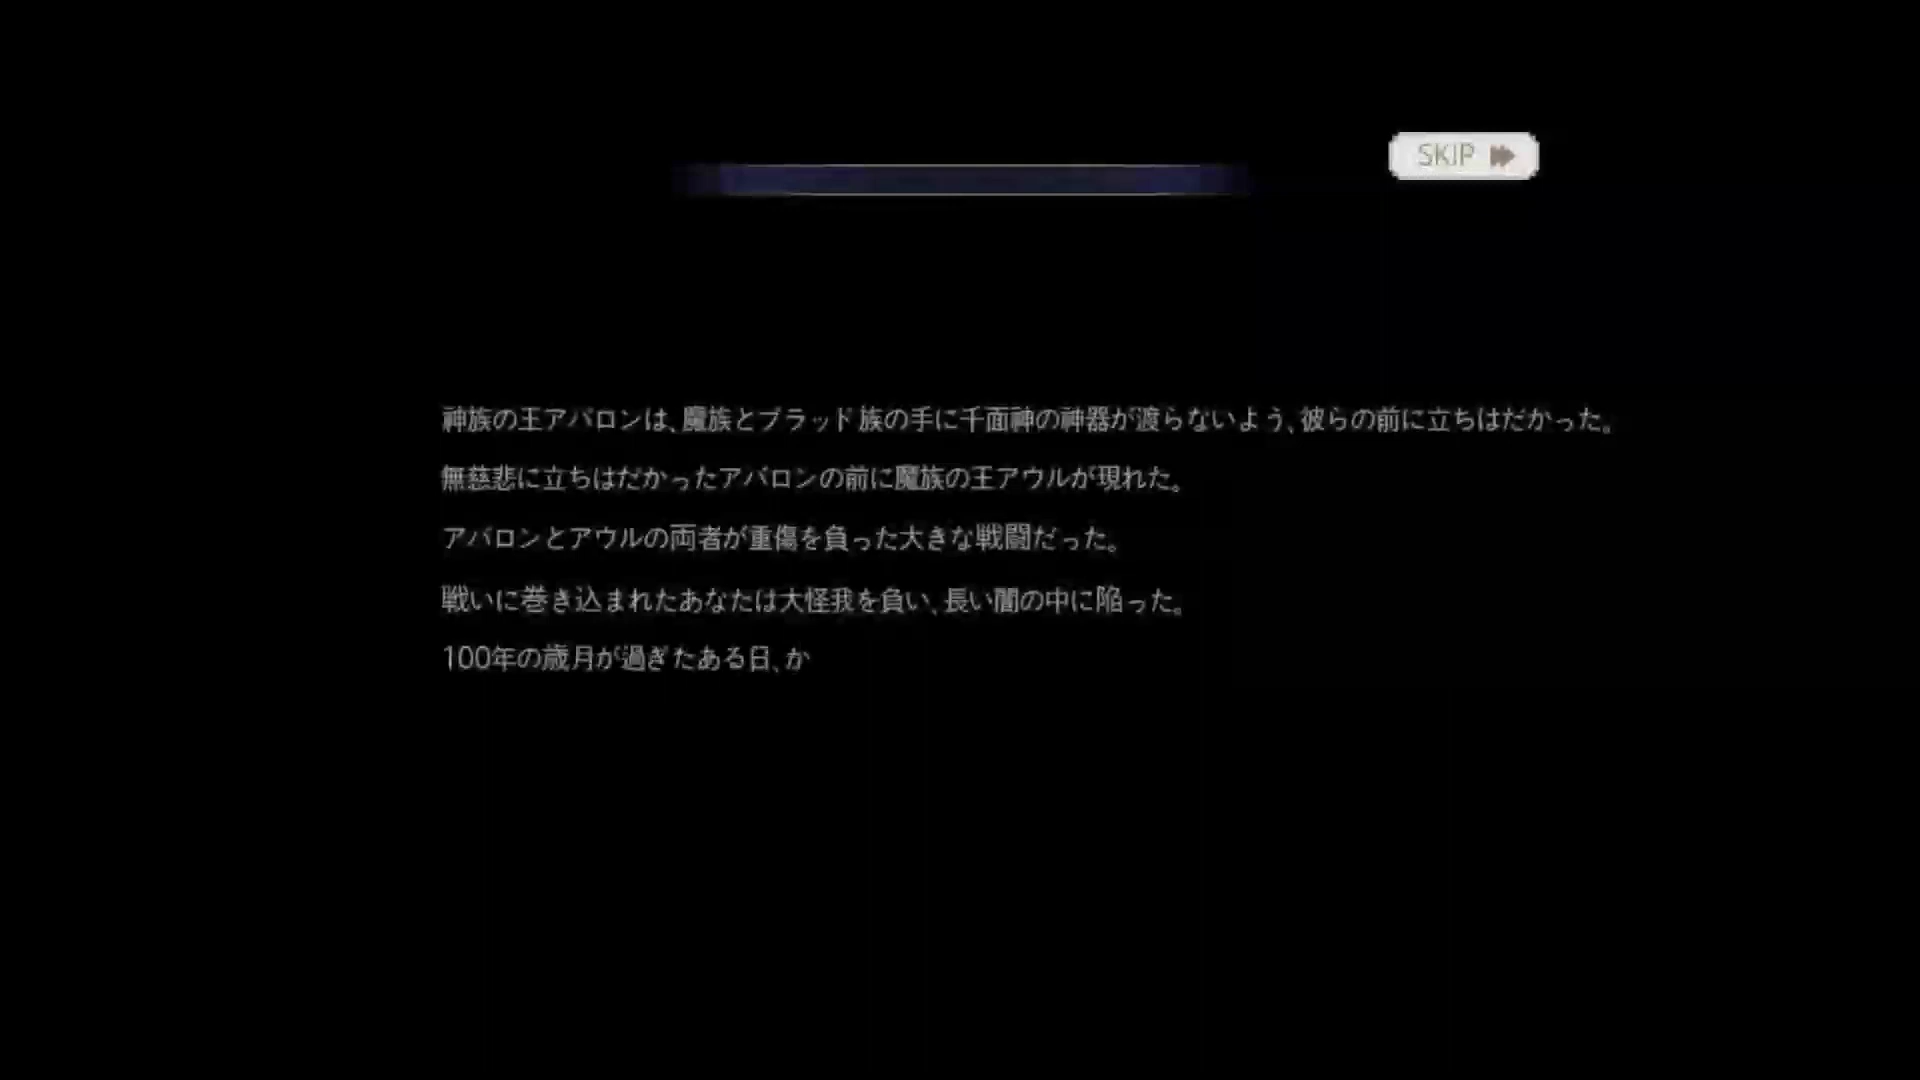 SKIP
神族の王アバロンは、魔族とブラッド族の手に千面神の神器が渡らないよう、彼らの前に立ちはだかった。
無慈悲に立ちはだかったアバロンの前に魔族の王アウルが現れた。
アバロンとアウルの両者が重傷を負った大きな戦闘だった。
戦いに巻き込まれたあなたは大怪我を負い、長い闇の中に陥った。
100年の歳月が過ぎたある日、か